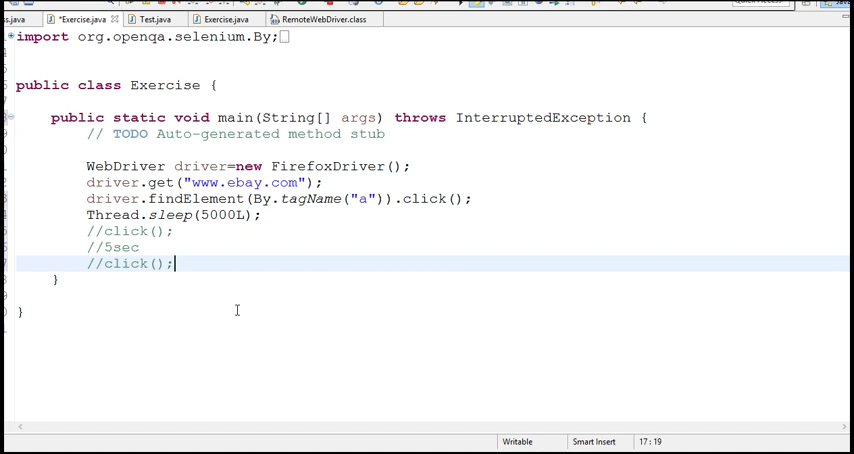 ss.java *Exercise.java Test.java Exercise.java RemoteWebDriver.class
import org.openqa.selenium.By;
public class Exercise {
public static void main(String[] args) throws InterruptedException {
// TODO Auto-generated method stub
WebDriver driver=new FirefoxDriver();
driver.get("www.ebay.com");
driver.findElement(By.tagName("a")).click();
Thread.sleep(5000L);
//click();
//5sec
//click();
}
}
Writable Smart Insert 17 : 19